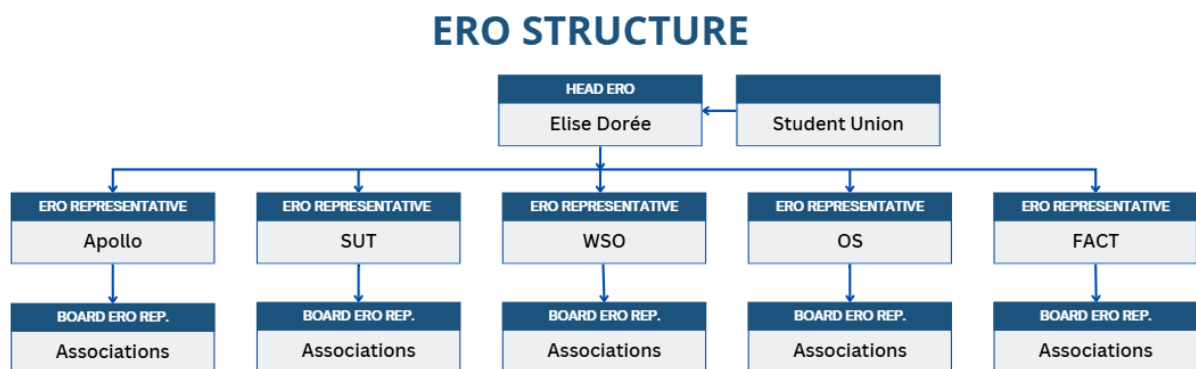 ERO STRUCTURE
HEAD ERO
Elise Dorée
Student Union
ERO REPRESENTATIVE
Apollo
ERO REPRESENTATIVE
SUT
ERO REPRESENTATIVE
WSO
ERO REPRESENTATIVE
OS
ERO REPRESENTATIVE
FACT
BOARD ERO REP.
Associations
BOARD ERO REP.
Associations
BOARD ERO REP.
Associations
BOARD ERO REP.
Associations
BOARD ERO REP.
Associations